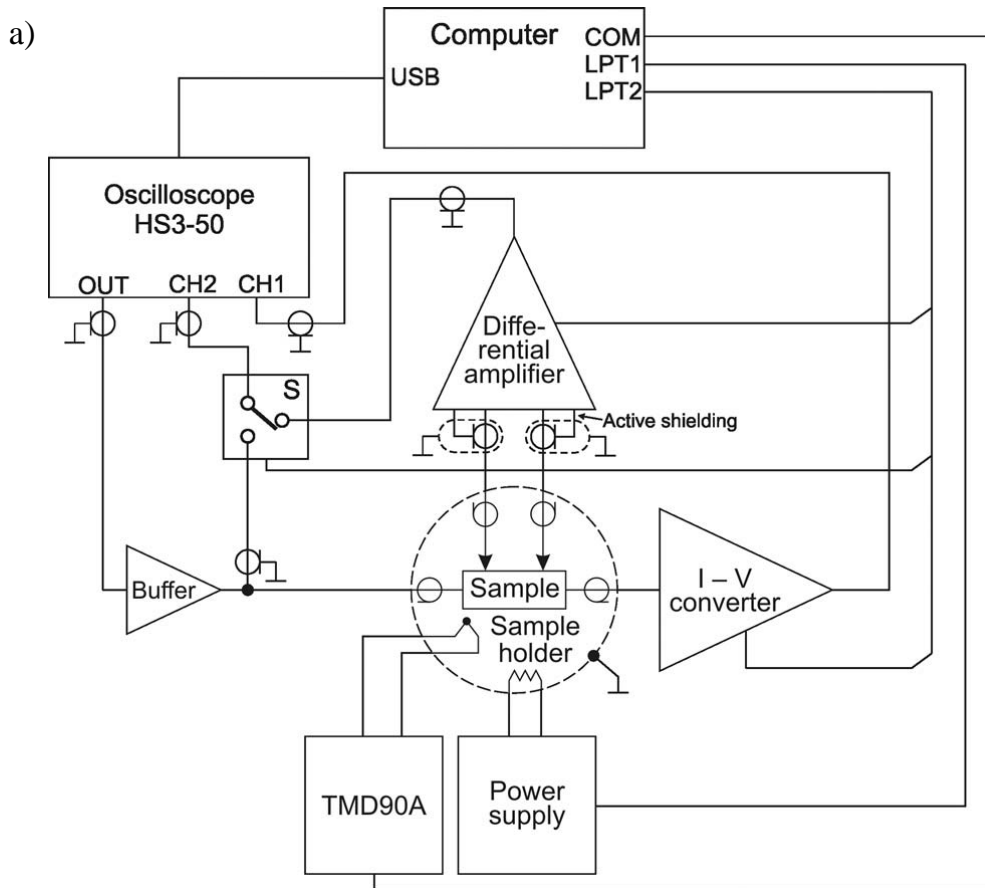 a)
Computer
COM
LPT1
LPT2
USB
Oscilloscope
HS3-50
OUT
CH2
CH1
S
Diffe-
rential
amplifier
Active shielding
Buffer
Sample
Sample
holder
I – V
converter
TMD90A
Power
supply